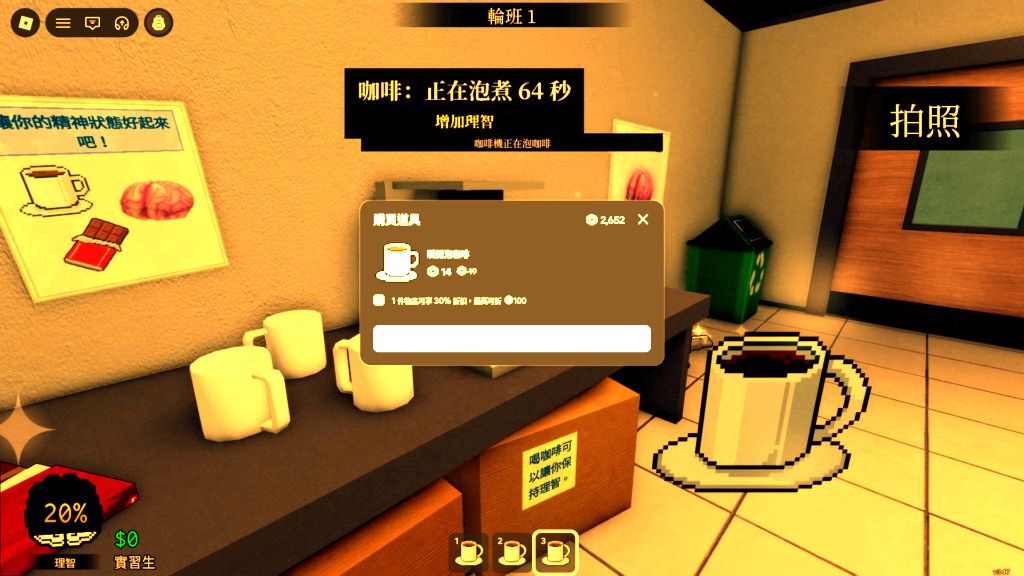 輪班 1
咖啡：正在泡煮 64 秒
增加理智
咖啡機正在泡咖啡
拍照
讓你的精神狀態好起來
吧！
購買道具
2,652
14 19
1 件物品可享 30% 折扣，最高可折 100
喝咖啡可
以讓你保
持理智。
20%
理智
$0
實習生
1 2 3